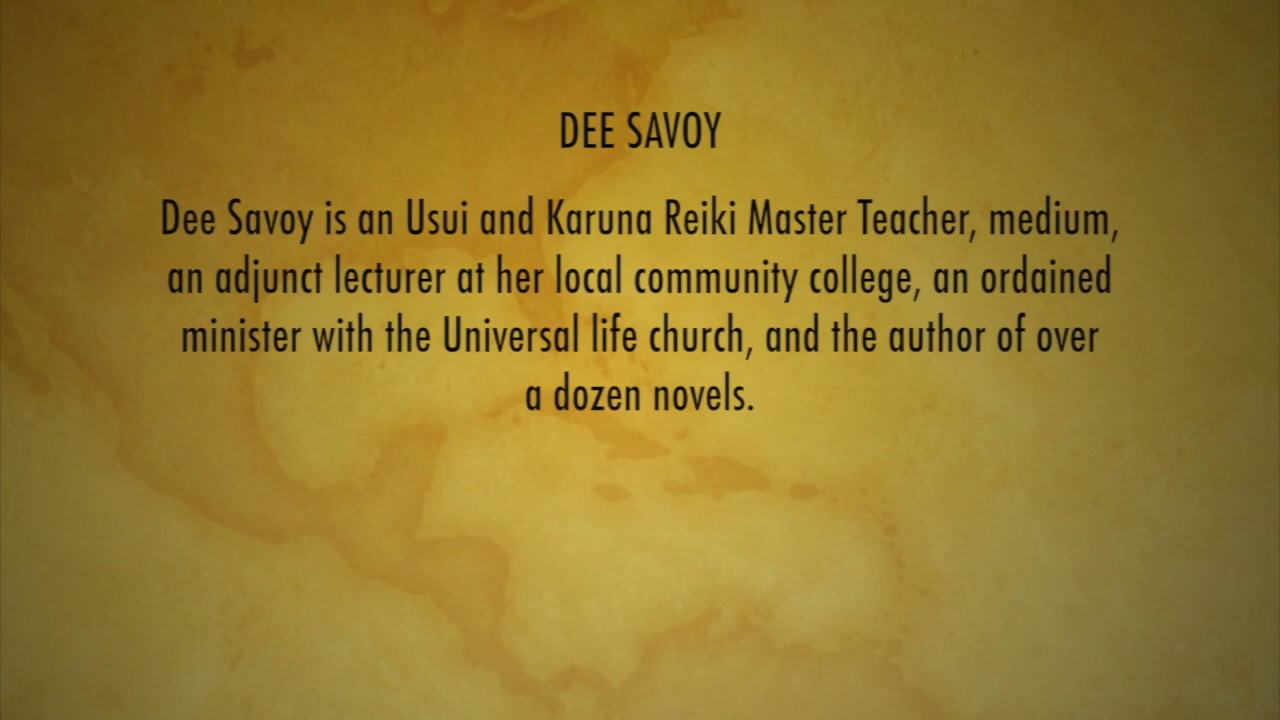 DEE SAVOY
Dee Savoy is an Usui and Karuna Reiki Master Teacher, medium,
an adjunct lecturer at her local community college, an ordained
minister with the Universal life church, and the author of over
a dozen novels.